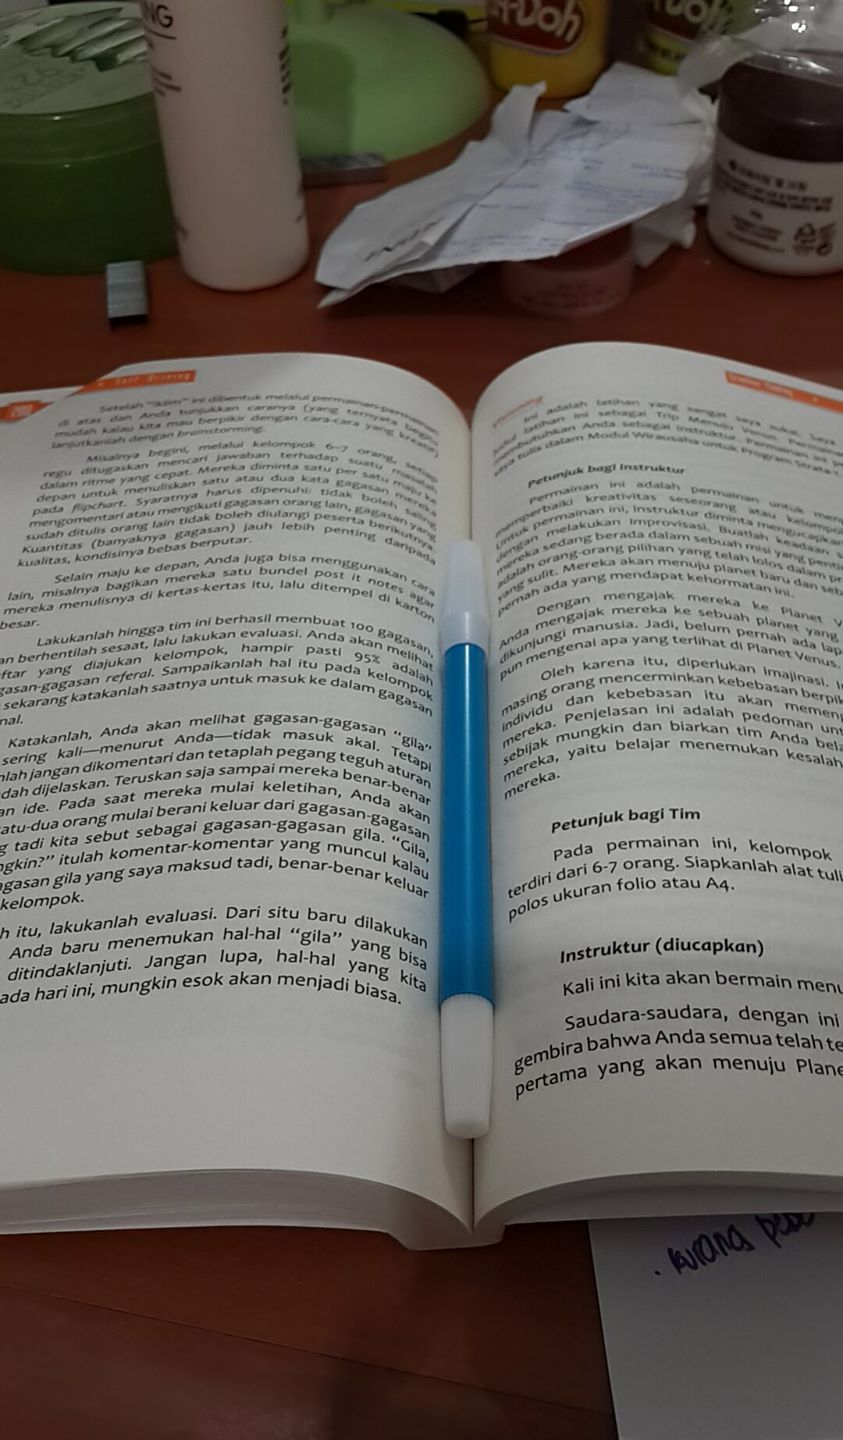 NG
Doh
Doh
Self Driving
Setelah "iklim" ini dibentuk melalui permainan-permainan
di atas dan Anda tunjukkan caranya (yang ternyata begitu
mudah kalau kita mau berpikir dengan cara-cara yang kreatif)
lanjutkanlah dengan brainstorming.
Misalnya begini, melalui kelompok 6–7 orang, setiap
regu ditugaskan mencari jawaban terhadap suatu masalah
dalam ritme yang cepat. Mereka diminta satu per satu maju ke
depan untuk menuliskan satu atau dua kata gagasan mereka
pada flipchart. Syaratnya harus dipenuhi: tidak boleh saling
mengomentari atau mengikuti gagasan orang lain, gagasan yang
sudah ditulis orang lain tidak boleh diulangi peserta berikutnya.
Kuantitas (banyaknya gagasan) jauh lebih penting daripada
kualitas, kondisinya bebas berputar.
Selain maju ke depan, Anda juga bisa menggunakan cara
lain, misalnya bagikan mereka satu bundel post it notes agar
mereka menulisnya di kertas-kertas itu, lalu ditempel di karton
besar.
Lakukanlah hingga tim ini berhasil membuat 100 gagasan,
an berhentilah sesaat, lalu lakukan evaluasi. Anda akan melihat
ftar yang diajukan kelompok, hampir pasti 95% adalah
gasan-gagasan referal. Sampaikanlah hal itu pada kelompok
sekarang katakanlah saatnya untuk masuk ke dalam gagasan
nal.
Katakanlah, Anda akan melihat gagasan-gagasan "gila"
sering kali—menurut Anda—tidak masuk akal. Tetapi
nlah jangan dikomentari dan tetaplah pegang teguh aturan
dah dijelaskan. Teruskan saja sampai mereka benar-benar
an ide. Pada saat mereka mulai keletihan, Anda akan
atu-dua orang mulai berani keluar dari gagasan-gagasan
g tadi kita sebut sebagai gagasan-gagasan gila. "Gila,
ngkin?" itulah komentar-komentar yang muncul kalau
agasan gila yang saya maksud tadi, benar-benar keluar
kelompok.
h itu, lakukanlah evaluasi. Dari situ baru dilakukan
Anda baru menemukan hal-hal "gila" yang bisa
ditindaklanjuti. Jangan lupa, hal-hal yang kita
ada hari ini, mungkin esok akan menjadi biasa.
Ini adalah latihan yang sangat saya sukai. Saya
latihan ini sebagai Trip Menuju Venus. Permainan
membutuhkan Anda sebagai instruktur. Permainan ini
saya tulis dalam Modul Wirausaha untuk Program Strata-1.
Petunjuk bagi Instruktur
Permainan ini adalah permainan untuk
memperbaiki kreativitas seseorang atau kelompok
Untuk permainan ini, instruktur diminta mengucapkan
dengan melakukan improvisasi. Buatlah keadaan s
mereka sedang berada dalam sebuah misi yang penti
adalah orang-orang pilihan yang telah lolos dalam pr
yang sulit. Mereka akan menuju planet baru dan seb
pernah ada yang mendapat kehormatan ini.
Dengan mengajak mereka ke Planet V
Anda mengajak mereka ke sebuah planet yang
dikunjungi manusia. Jadi, belum pernah ada lap
pun mengenai apa yang terlihat di Planet Venus.
Oleh karena itu, diperlukan imajinasi. I
masing orang mencerminkan kebebasan berpik
individu dan kebebasan itu akan memen
mereka. Penjelasan ini adalah pedoman unt
sebijak mungkin dan biarkan tim Anda bela
mereka, yaitu belajar menemukan kesalah
mereka.
Petunjuk bagi Tim
Pada permainan ini, kelompok
terdiri dari 6-7 orang. Siapkanlah alat tuli
polos ukuran folio atau A4.
Instruktur (diucapkan)
Kali ini kita akan bermain menu
Saudara-saudara, dengan ini
gembira bahwa Anda semua telah te
pertama yang akan menuju Plane
. kurang